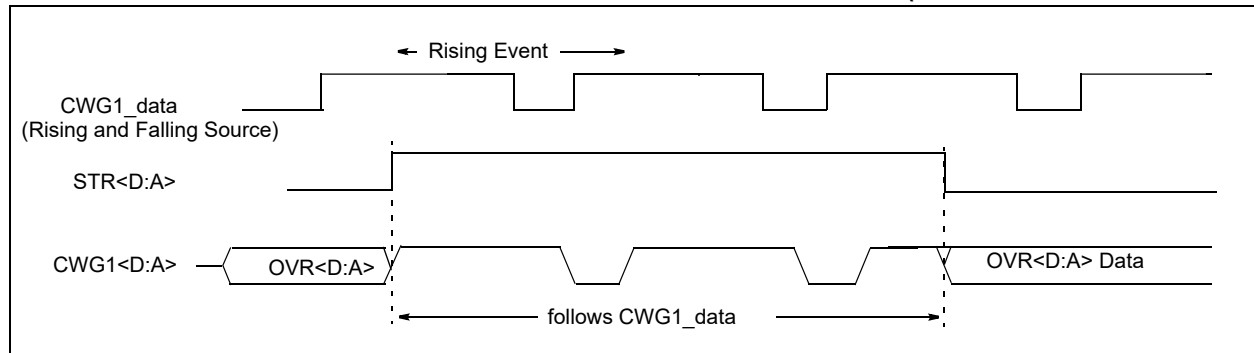 Rising Event
CWG1_data
(Rising and Falling Source)
STR<D:A>
CWG1<D:A>
OVR<D:A>
OVR<D:A> Data
follows CWG1_data